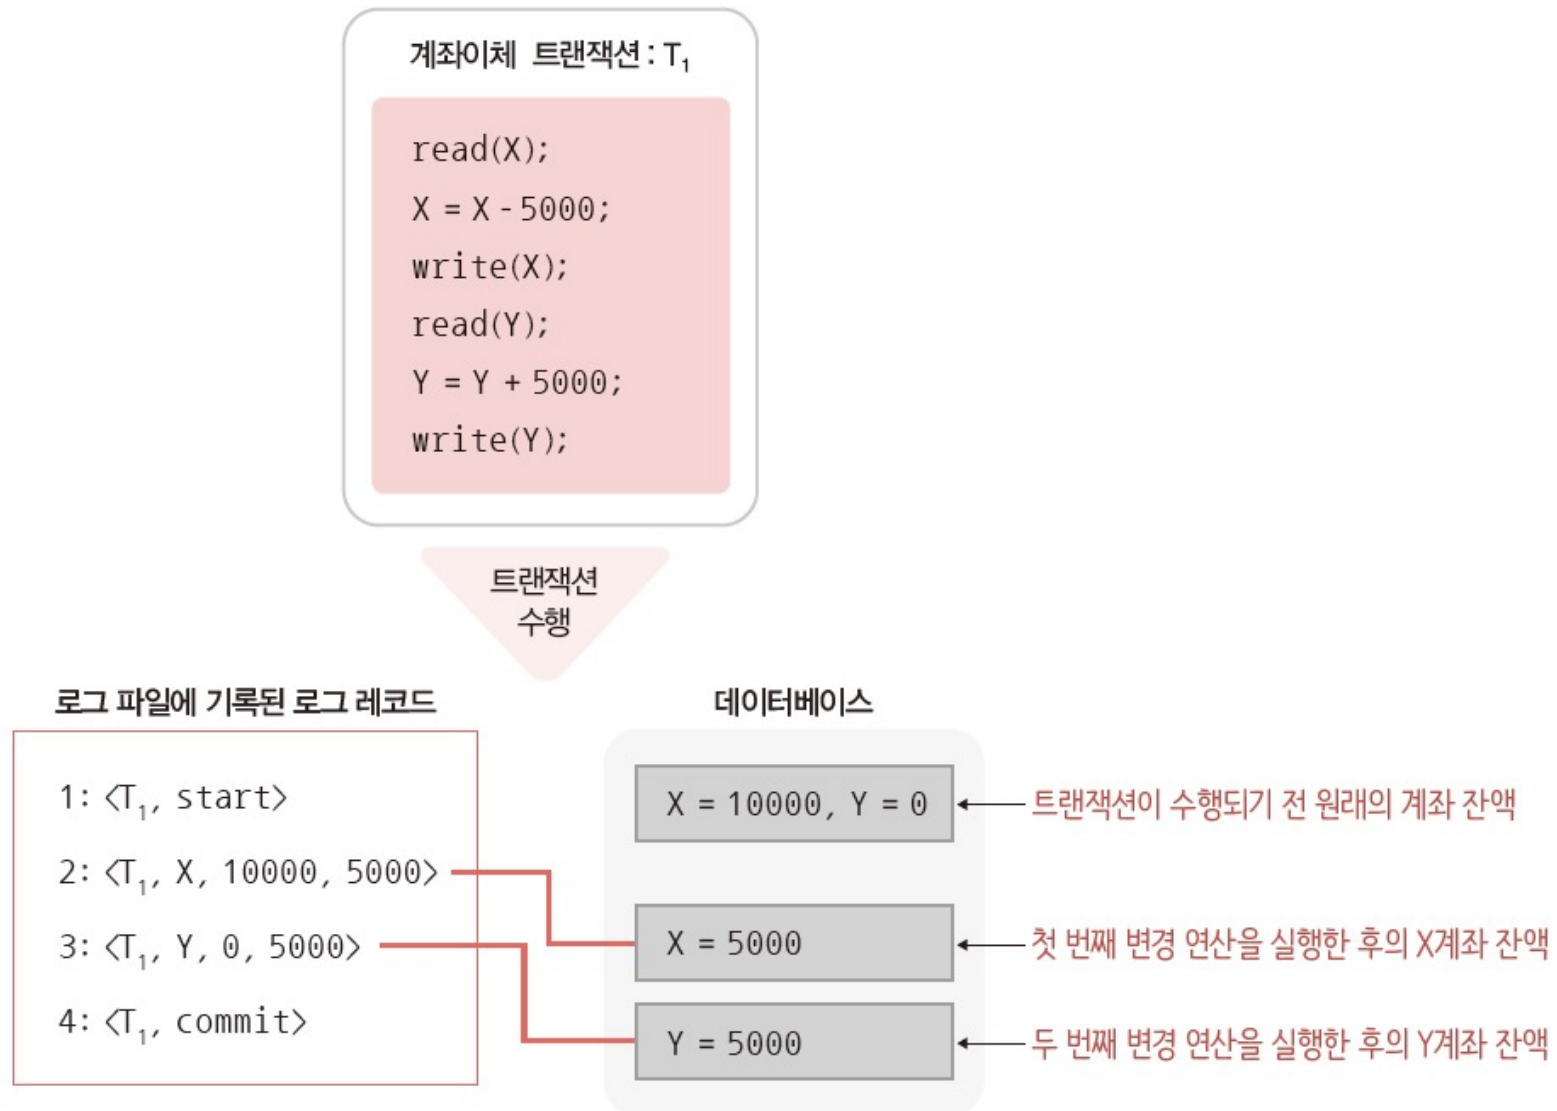 계좌이체 트랜잭션 : T₁
read(X);
X = X - 5000;
write(X);
read(Y);
Y = Y + 5000;
write(Y);
트랜잭션
수행
로그 파일에 기록된 로그 레코드
1: <T₁, start>
2: <T₁, X, 10000, 5000>
3: <T₁, Y, 0, 5000>
4: <T₁, commit>
데이터베이스
X = 10000, Y = 0
트랜잭션이 수행되기 전 원래의 계좌 잔액
X = 5000
첫 번째 변경 연산을 실행한 후의 X계좌 잔액
Y = 5000
두 번째 변경 연산을 실행한 후의 Y계좌 잔액